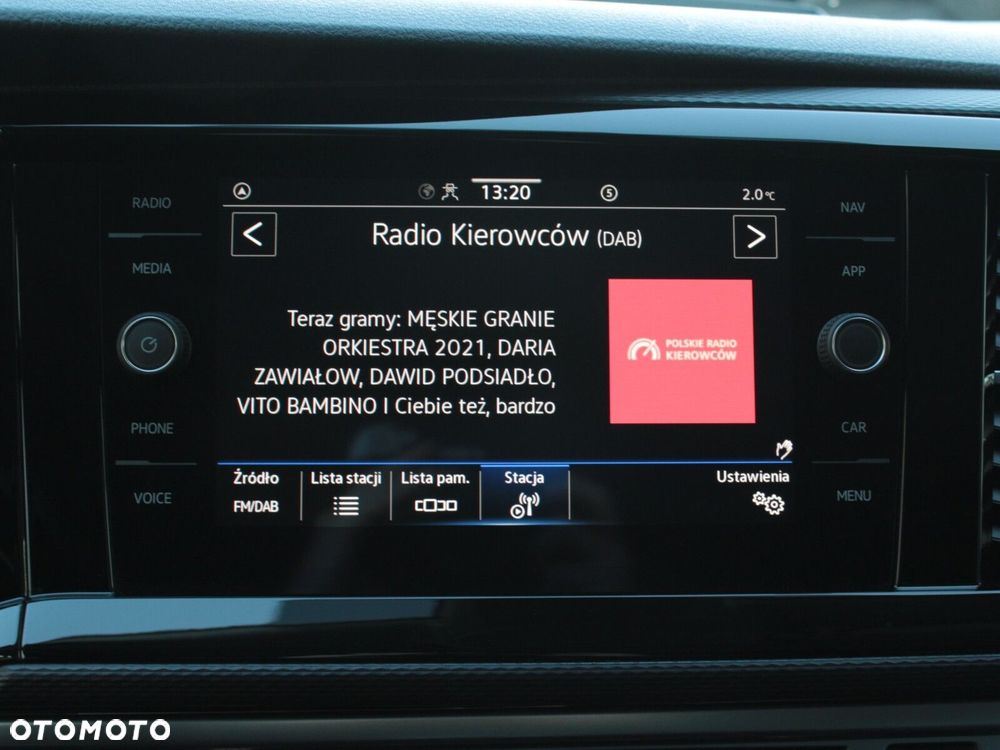 RADIO
MEDIA
PHONE
VOICE
13:20
5
2.0°C
< Radio Kierowców (DAB) >
Teraz gramy: MĘSKIE GRANIE
ORKIESTRA 2021, DARIA
ZAWIAŁOW, DAWID PODSIADŁO,
VITO BAMBINO I Ciebie też, bardzo
POLSKIE RADIO
KIEROWCÓW
Źródło Lista stacji Lista pam. Stacja Ustawienia
FM/DAB
NAV
APP
CAR
MENU
OTOMOTO